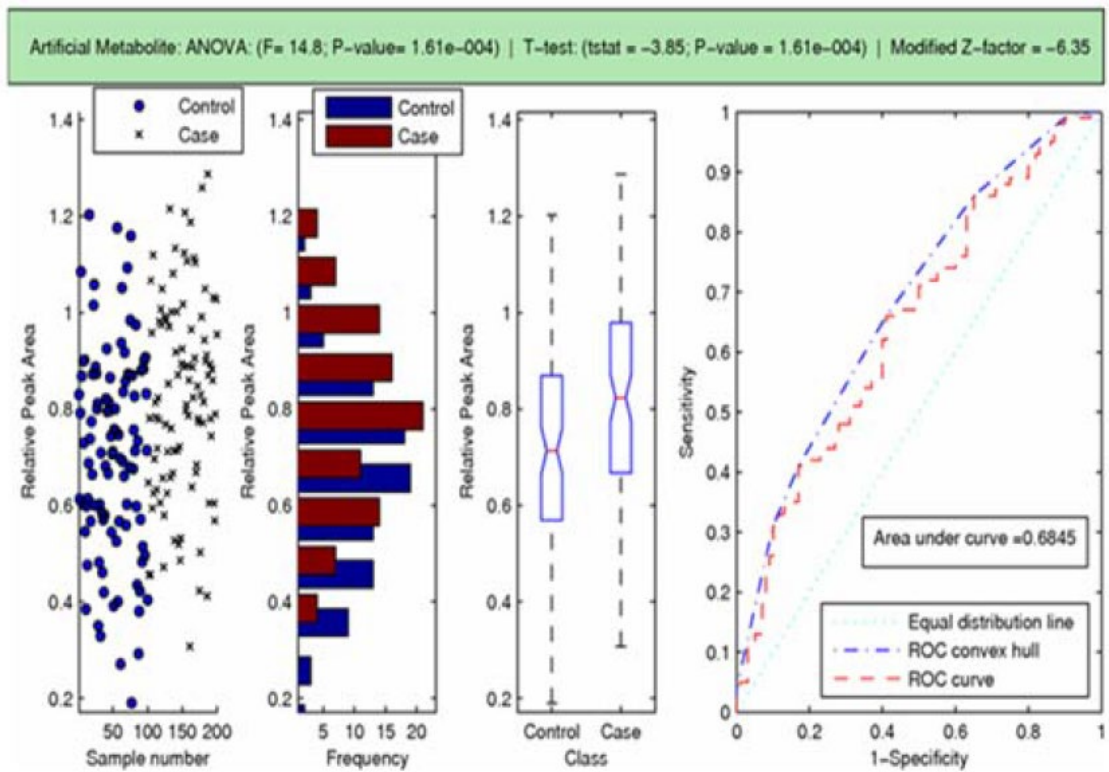 Artificial Metabolite: ANOVA: (F= 14.8; P-value= 1.61e-004) | T-test: (tstat = -3.85; P-value = 1.61e-004) | Modified Z-factor = -6.35
Control
Case
1.4
1.2
1
0.8
0.6
0.4
0.2
Relative Peak Area
50 100 150 200
Sample number
Control
Case
1.4
1.2
1
0.8
0.6
0.4
0.2
Relative Peak Area
5 10 15 20
Frequency
1.4
1.2
1
0.8
0.6
0.4
0.2
Relative Peak Area
Control Case
Class
1
0.9
0.8
0.7
0.6
0.5
0.4
0.3
0.2
0.1
0
Sensitivity
Area under curve =0.6845
Equal distribution line
ROC convex hull
ROC curve
0 0.2 0.4 0.6 0.8 1
1-Specificity